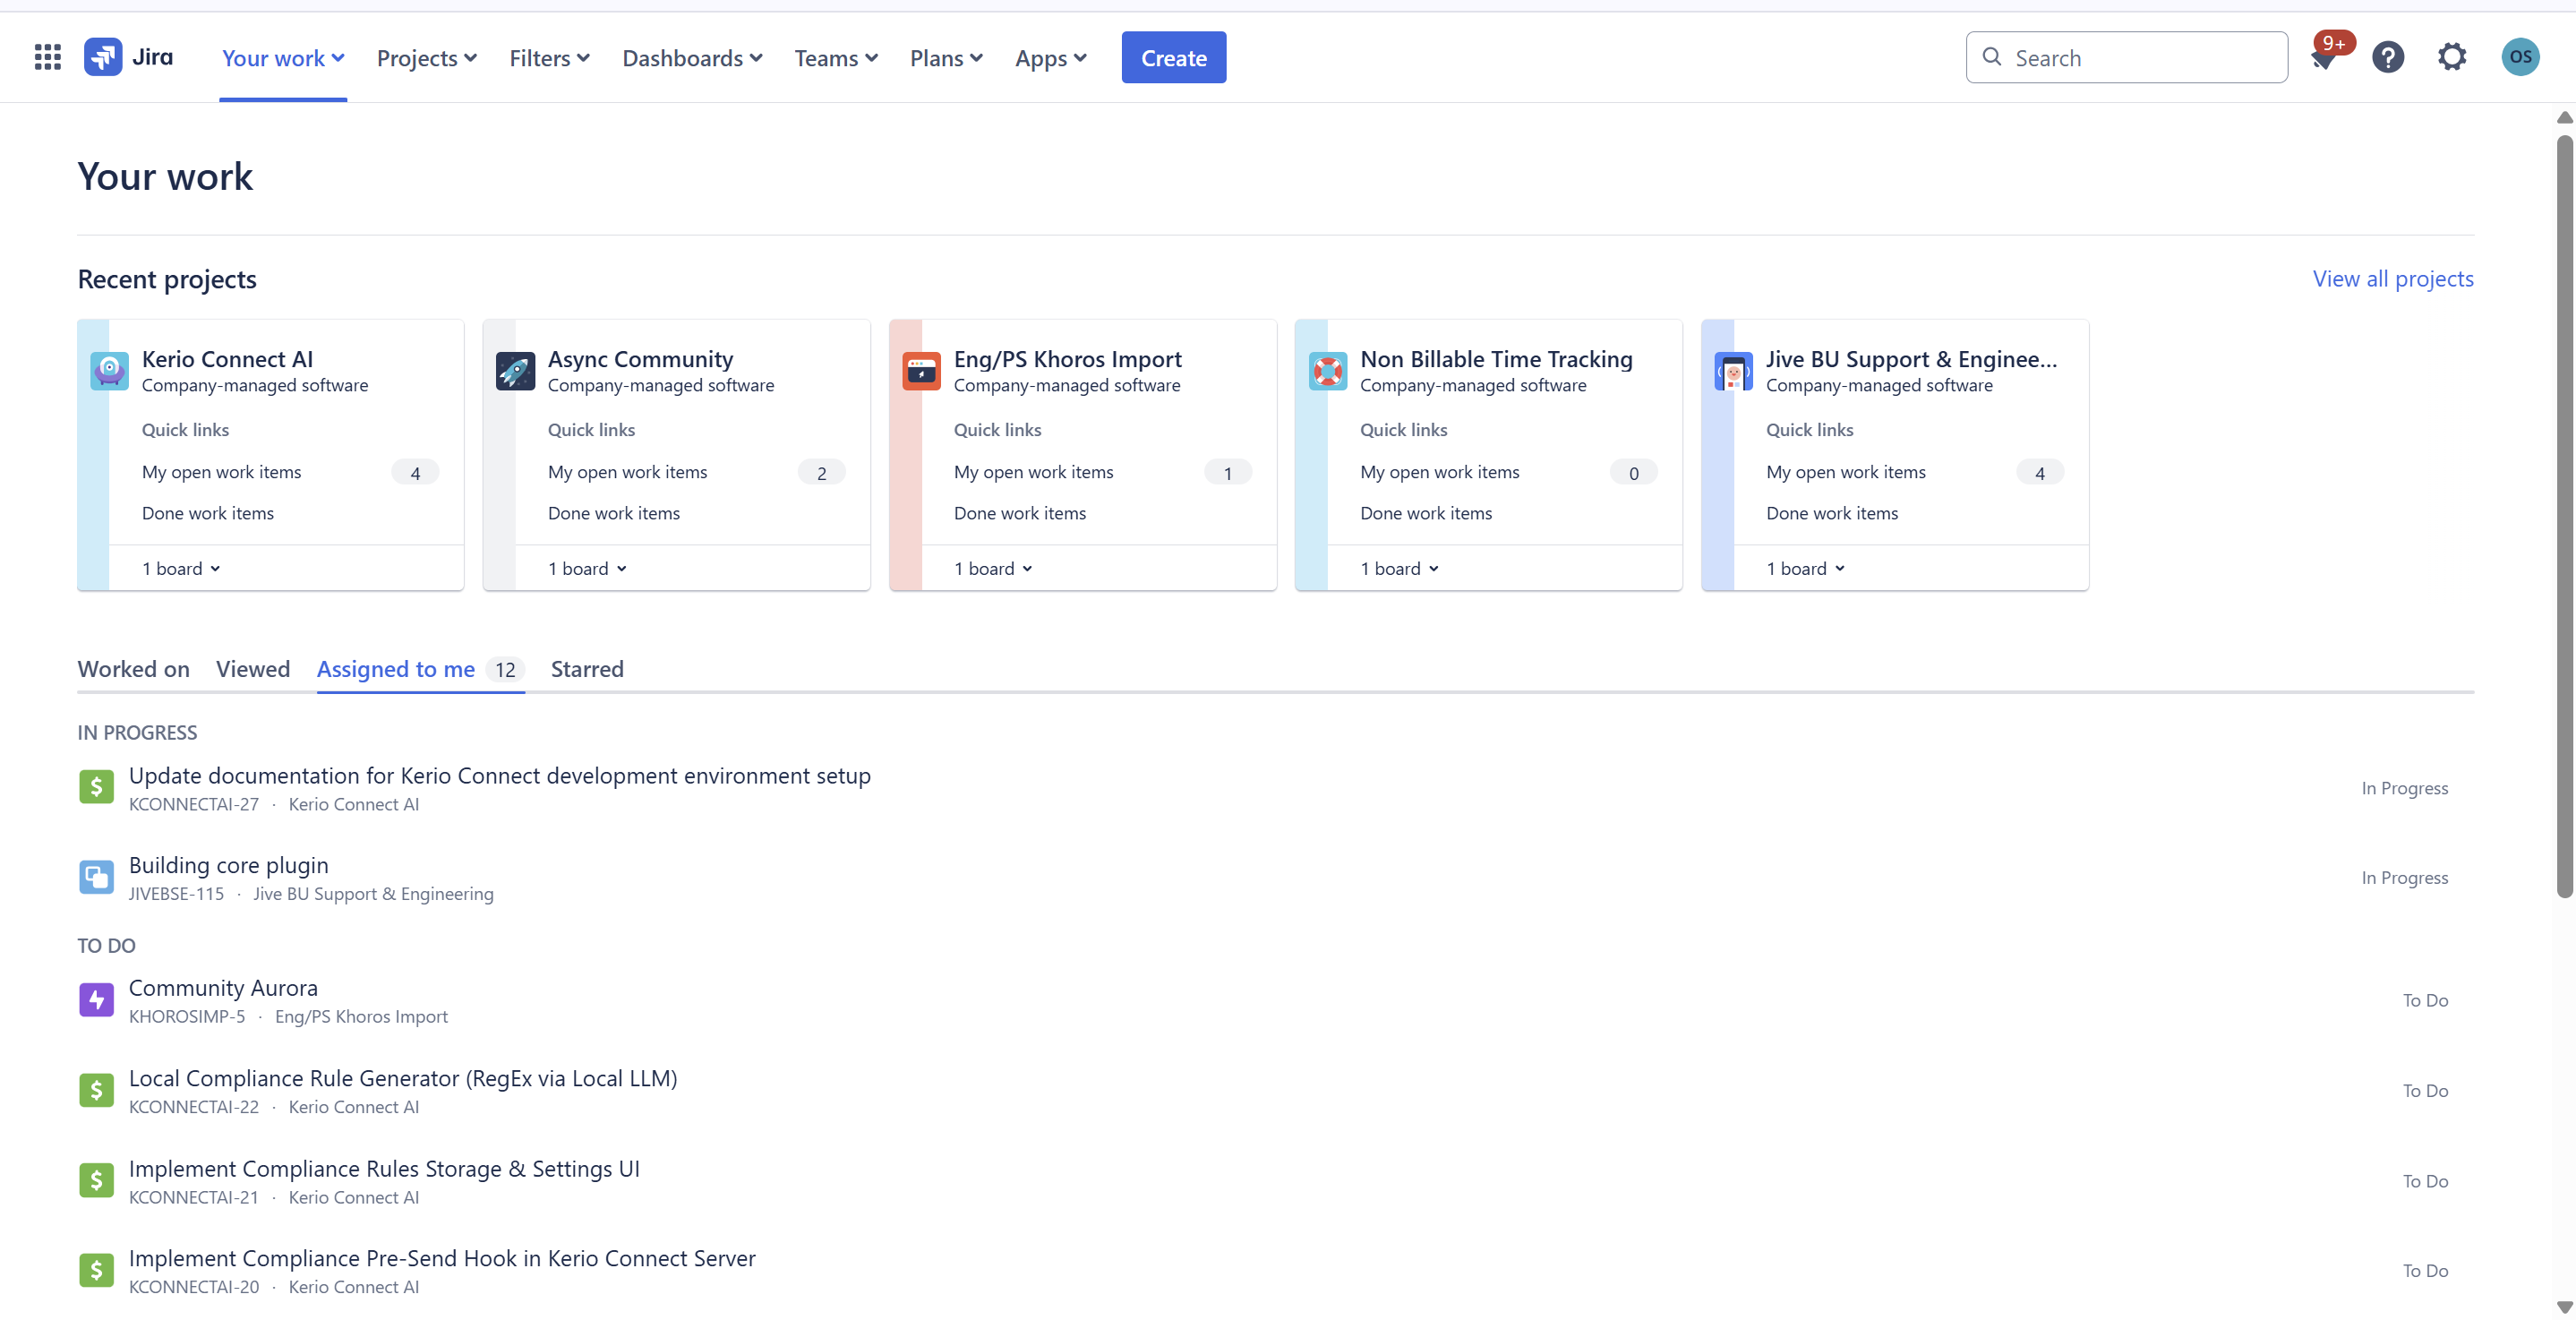 Jira
Your work
Projects
Filters
Dashboards
Teams
Plans
Apps
Create
Search
9+
OS
Your work
Recent projects
View all projects
Kerio Connect AI
Company-managed software
Quick links
My open work items 4
Done work items
1 board
Async Community
Company-managed software
Quick links
My open work items 2
Done work items
1 board
Eng/PS Khoros Import
Company-managed software
Quick links
My open work items 1
Done work items
1 board
Non Billable Time Tracking
Company-managed software
Quick links
My open work items 0
Done work items
1 board
Jive BU Support & Enginee...
Company-managed software
Quick links
My open work items 4
Done work items
1 board
Worked on
Viewed
Assigned to me 12
Starred
IN PROGRESS
Update documentation for Kerio Connect development environment setup
KCONNECTAI-27 · Kerio Connect AI
In Progress
Building core plugin
JIVEBSE-115 · Jive BU Support & Engineering
In Progress
TO DO
Community Aurora
KHOROSIMP-5 · Eng/PS Khoros Import
To Do
Local Compliance Rule Generator (RegEx via Local LLM)
KCONNECTAI-22 · Kerio Connect AI
To Do
Implement Compliance Rules Storage & Settings UI
KCONNECTAI-21 · Kerio Connect AI
To Do
Implement Compliance Pre-Send Hook in Kerio Connect Server
KCONNECTAI-20 · Kerio Connect AI
To Do